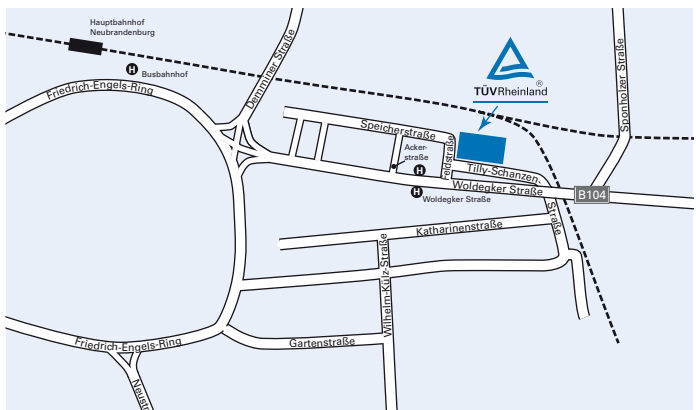 Hauptbahnhof
Neubrandenburg
H
Busbahnhof
Friedrich-Engels-Ring
Demminer Straße
TÜVRheinland®
Sponholzer Straße
Speicherstraße
Acker-
straße
H
Feldstraße
Tilly-Schanzen-
Straße
Woldegker Straße
B104
H
Woldegker Straße
Katharinenstraße
Wilhelm-Külz-Straße
Gartenstraße
Friedrich-Engels-Ring
Neustr